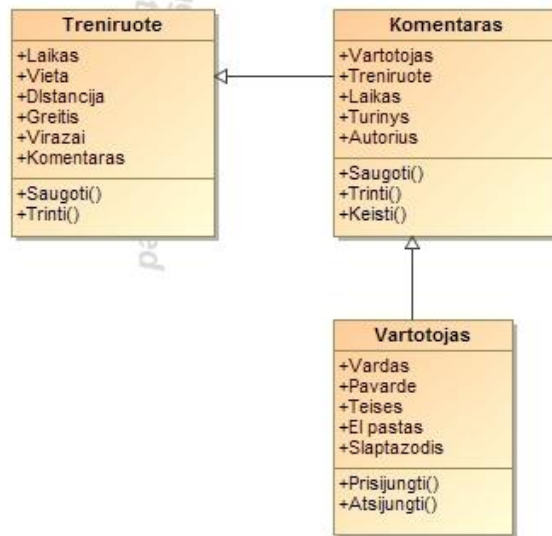 Treniruote
+Laikas
+Vieta
+DIstancija
+Greitis
+Virazai
+Komentaras
+Saugoti()
+Trinti()
Komentaras
+Vartotojas
+Treniruote
+Laikas
+Turinys
+Autorius
+Saugoti()
+Trinti()
+Keisti()
Vartotojas
+Vardas
+Pavarde
+Teises
+El pastas
+Slaptazodis
+Prisijungti()
+Atsijungti()